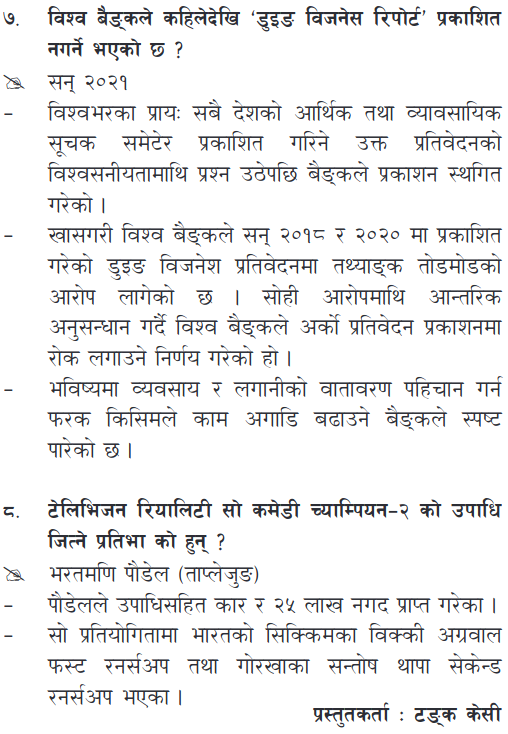 ७. विश्व बैङ्कले कहिलेदेखि ‘डुइङ विजनेस रिपोर्ट’ प्रकाशित
नगर्ने भएको छ ?
सन् २०२१
– विश्वभरका प्रायः सबै देशको आर्थिक तथा व्यावसायिक
सूचक समेटेर प्रकाशित गरिने उक्त प्रतिवेदनको
विश्वसनीयतामाथि प्रश्न उठेपछि बैङ्कले प्रकाशन स्थगित
गरेको ।
– खासगरी विश्व बैङ्कले सन् २०१८ र २०२० मा प्रकाशित
गरेको डुइङ विजनेश प्रतिवेदनमा तथ्याङ्क तोडमोडको
आरोप लागेको छ । सोही आरोपमाथि आन्तरिक
अनुसन्धान गर्दै विश्व बैङ्कले अर्को प्रतिवेदन प्रकाशनमा
रोक लगाउने निर्णय गरेको हो ।
– भविष्यमा व्यवसाय र लगानीको वातावरण पहिचान गर्न
फरक किसिमले काम अगाडि बढाउने बैङ्कले स्पष्ट
पारेको छ ।
८. टेलिभिजन रियालिटी सो कमेडी च्याम्पियन-२ को उपाधि
जित्ने प्रतिभा को हुन् ?
भरतमणि पौडेल (ताप्लेजुङ)
– पौडेलले उपाधिसहित कार र २५ लाख नगद प्राप्त गरेका ।
– सो प्रतियोगितामा भारतको सिक्किमका विक्की अग्रवाल
फस्ट रनर्सअप तथा गोरखाका सन्तोष थापा सेकेन्ड
रनर्सअप भएका ।
प्रस्तुतकर्ता : टङ्क केसी